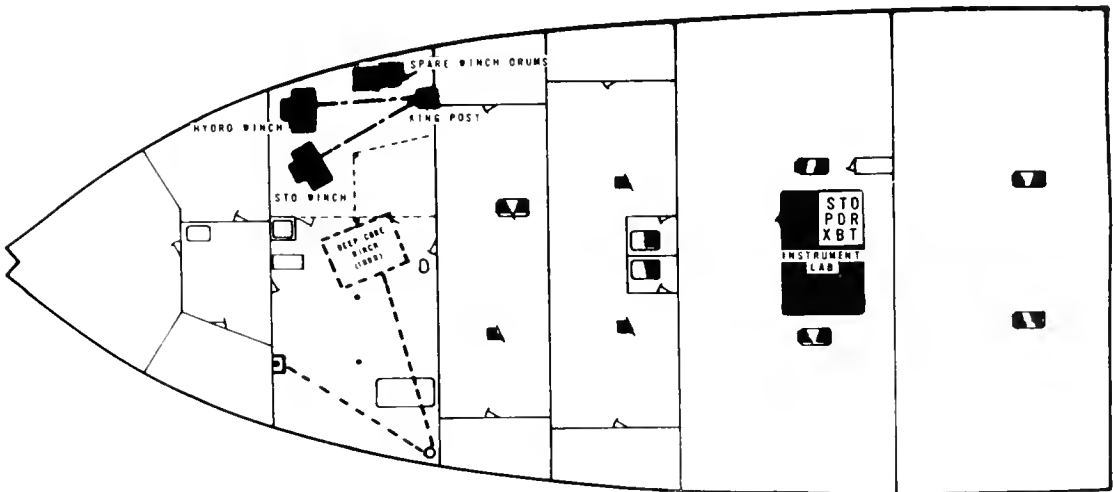 SPARE WINCH DRUMS
HYDRO WINCH
KING POST
STD WINCH
DEEP CORE
WINCH
STD
PDR
XBT
INSTRUMENT
LAB